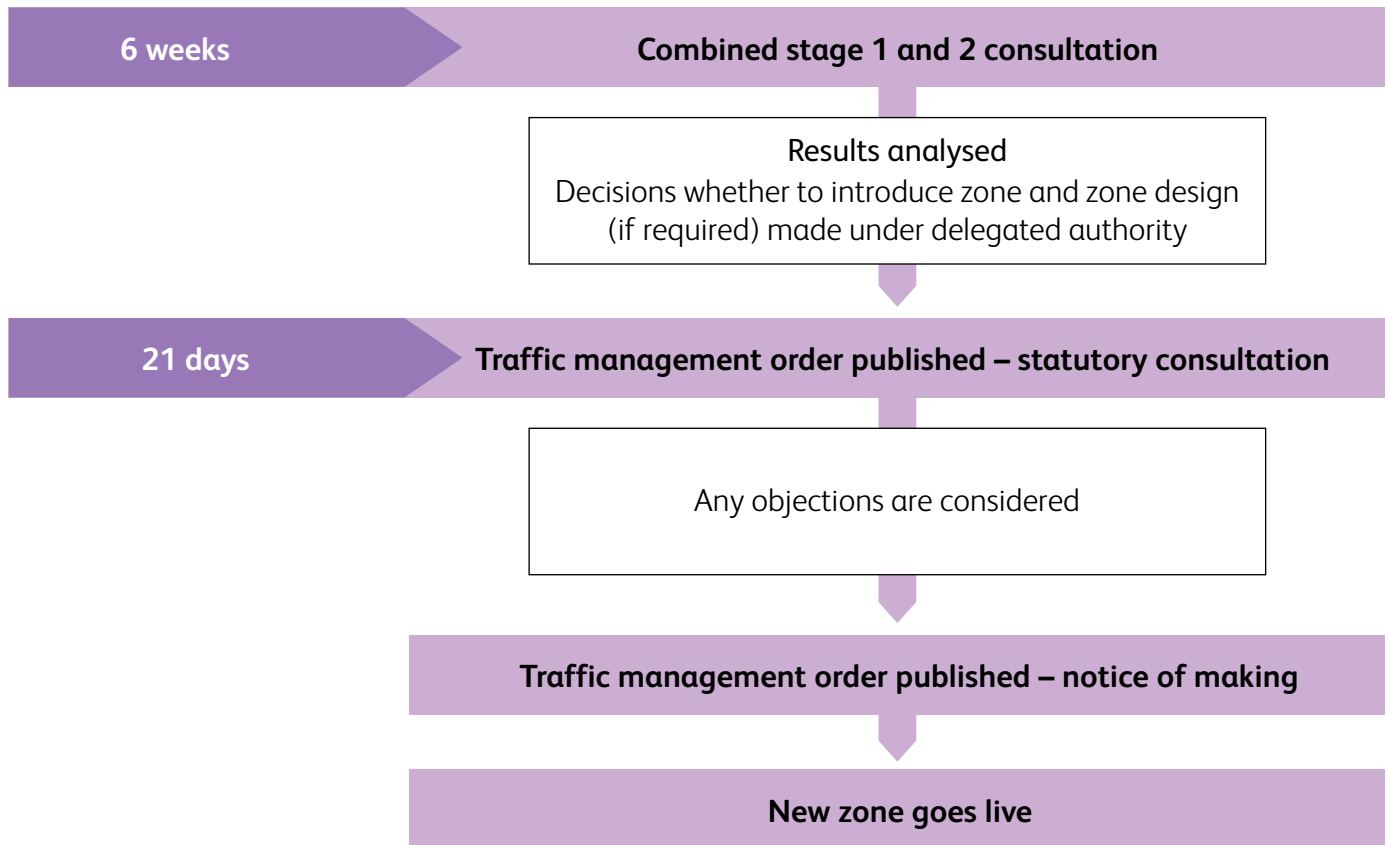 6 weeks
Combined stage 1 and 2 consultation
Results analysed
Decisions whether to introduce zone and zone design
(if required) made under delegated authority
21 days
Traffic management order published – statutory consultation
Any objections are considered
Traffic management order published – notice of making
New zone goes live